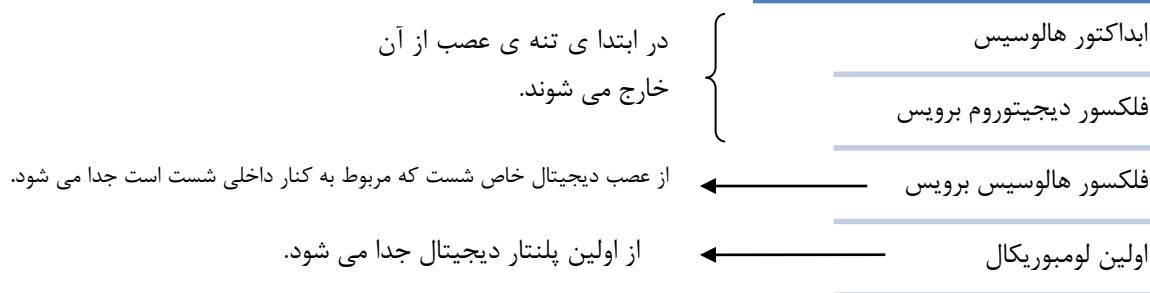 ابداکتور هالوسیس
در ابتدا ی تنه ی عصب از آن
خارج می شوند.
فلکسور دیجیتوروم برویس
فلکسور هالوسیس برویس
از عصب دیجیتال خاص شست که مربوط به کنار داخلی شست است جدا می شود.
اولین لومبوریکال
از اولین پلنتار دیجیتال جدا می شود.